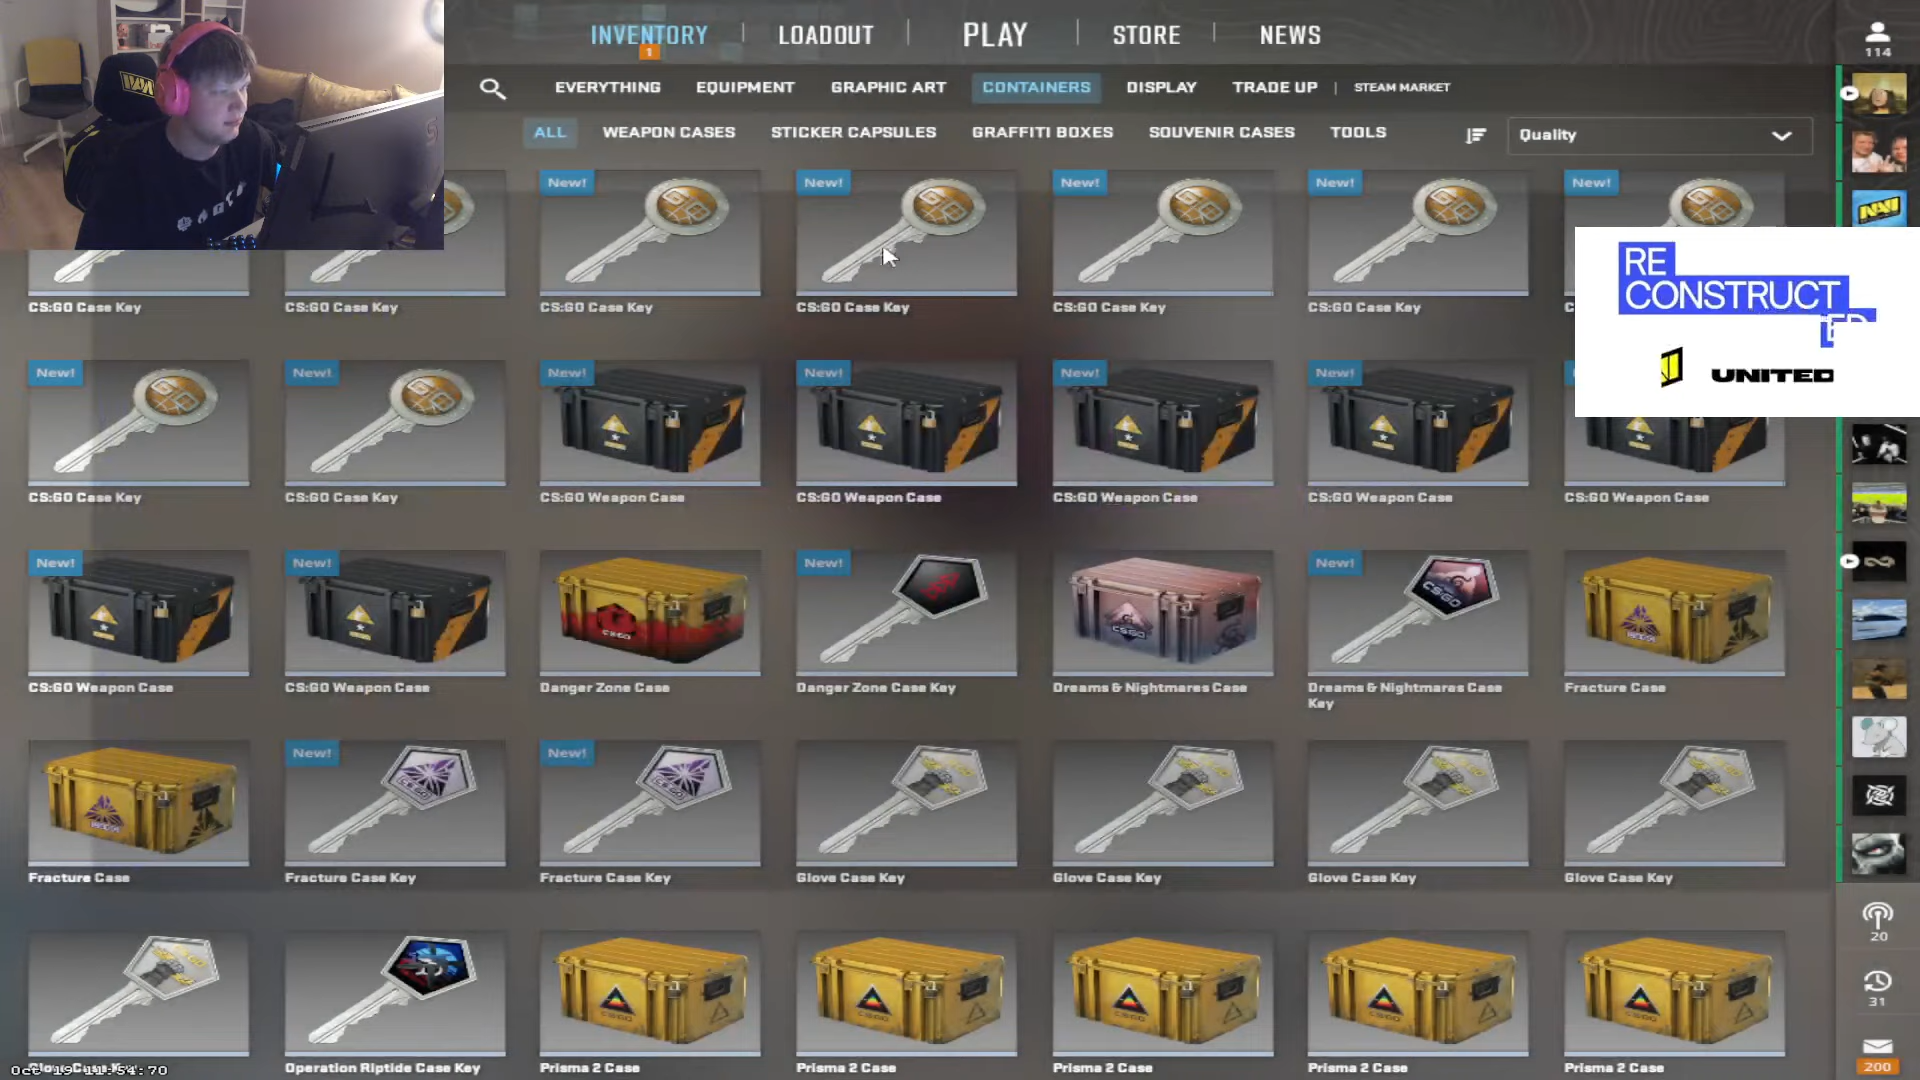 INVENTORY
1
LOADOUT
PLAY
STORE
NEWS
114
EVERYTHING
EQUIPMENT
GRAPHIC ART
CONTAINERS
DISPLAY
TRADE UP
STEAM MARKET
ALL
WEAPON CASES
STICKER CAPSULES
GRAFFITI BOXES
SOUVENIR CASES
TOOLS
Quality
New!
New!
New!
New!
New!
CS:GO Case Key
CS:GO Case Key
CS:GO Case Key
CS:GO Case Key
CS:GO Case Key
CS:GO Case Key
RE
CONSTRUCT
ED
UNITED
New!
New!
New!
New!
New!
New!
CS:GO Case Key
CS:GO Case Key
CS:GO Weapon Case
CS:GO Weapon Case
CS:GO Weapon Case
CS:GO Weapon Case
CS:GO Weapon Case
New!
New!
New!
New!
CS:GO Weapon Case
CS:GO Weapon Case
Danger Zone Case
Danger Zone Case Key
Dreams & Nightmares Case
Dreams & Nightmares Case
Key
Fracture Case
New!
New!
Fracture Case
Fracture Case Key
Fracture Case Key
Glove Case Key
Glove Case Key
Glove Case Key
Glove Case Key
20
31
200
Operation Riptide Case Key
Prisma 2 Case
Prisma 2 Case
Prisma 2 Case
Prisma 2 Case
Prisma 2 Case